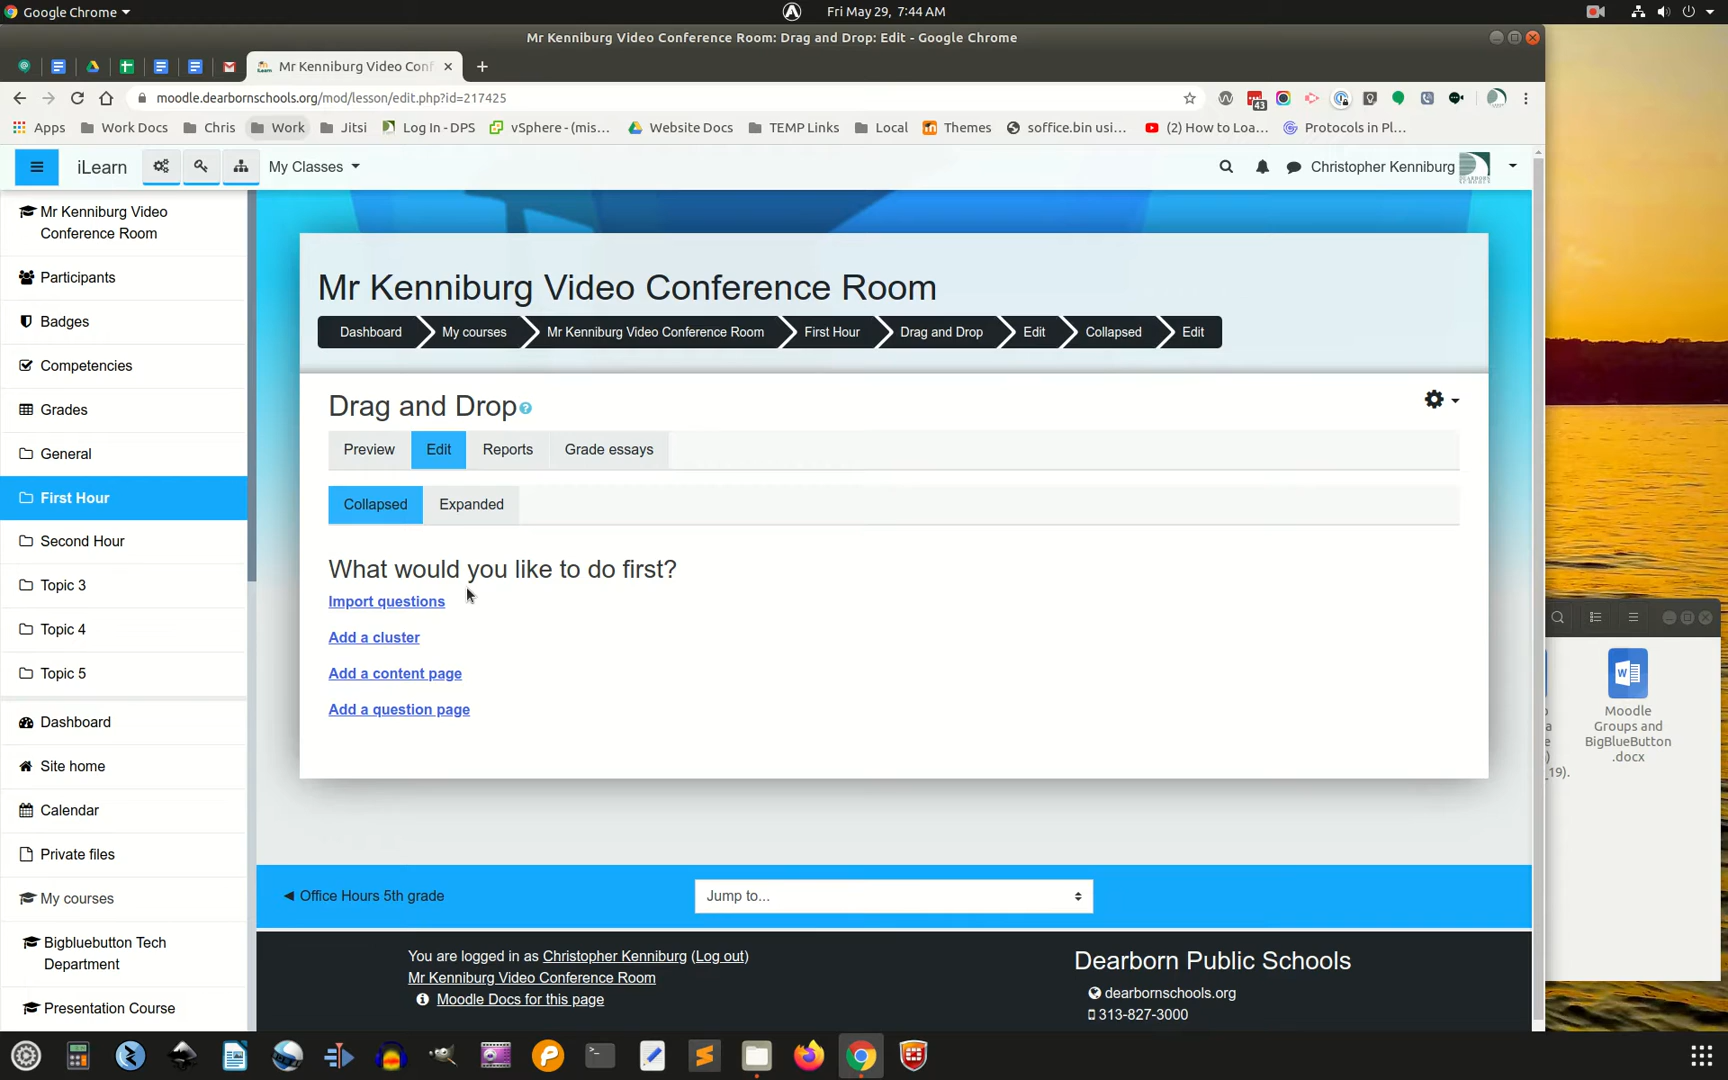 Google Chrome
Fri May 29, 7:44 AM
Mr Kenniburg Video Conference Room: Drag and Drop: Edit - Google Chrome
Mr Kenniburg Video Conf
moodle.dearbornschools.org/mod/lesson/edit.php?id=217425
43
Apps Work Docs Chris Work Jitsi Log In - DPS vSphere - (mis... Website Docs TEMP Links Local Themes soffice.bin usi... (2) How to Loa... Protocols in Pl...
iLearn My Classes Christopher Kenniburg
Mr Kenniburg Video
Conference Room
Participants
Badges
Competencies
Grades
General
First Hour
Second Hour
Topic 3
Topic 4
Topic 5
Dashboard
Site home
Calendar
Private files
My courses
Bigbluebutton Tech
Department
Presentation Course
Mr Kenniburg Video Conference Room
Dashboard My courses Mr Kenniburg Video Conference Room First Hour Drag and Drop Edit Collapsed Edit
Drag and Drop
Preview Edit Reports Grade essays
Collapsed Expanded
What would you like to do first?
Import questions
Add a cluster
Add a content page
Add a question page
◄ Office Hours 5th grade
Jump to...
You are logged in as Christopher Kenniburg (Log out)
Mr Kenniburg Video Conference Room
Moodle Docs for this page
Dearborn Public Schools
dearbornschools.org
313-827-3000
Moodle
Groups and
BigBlueButton
.docx
_19).